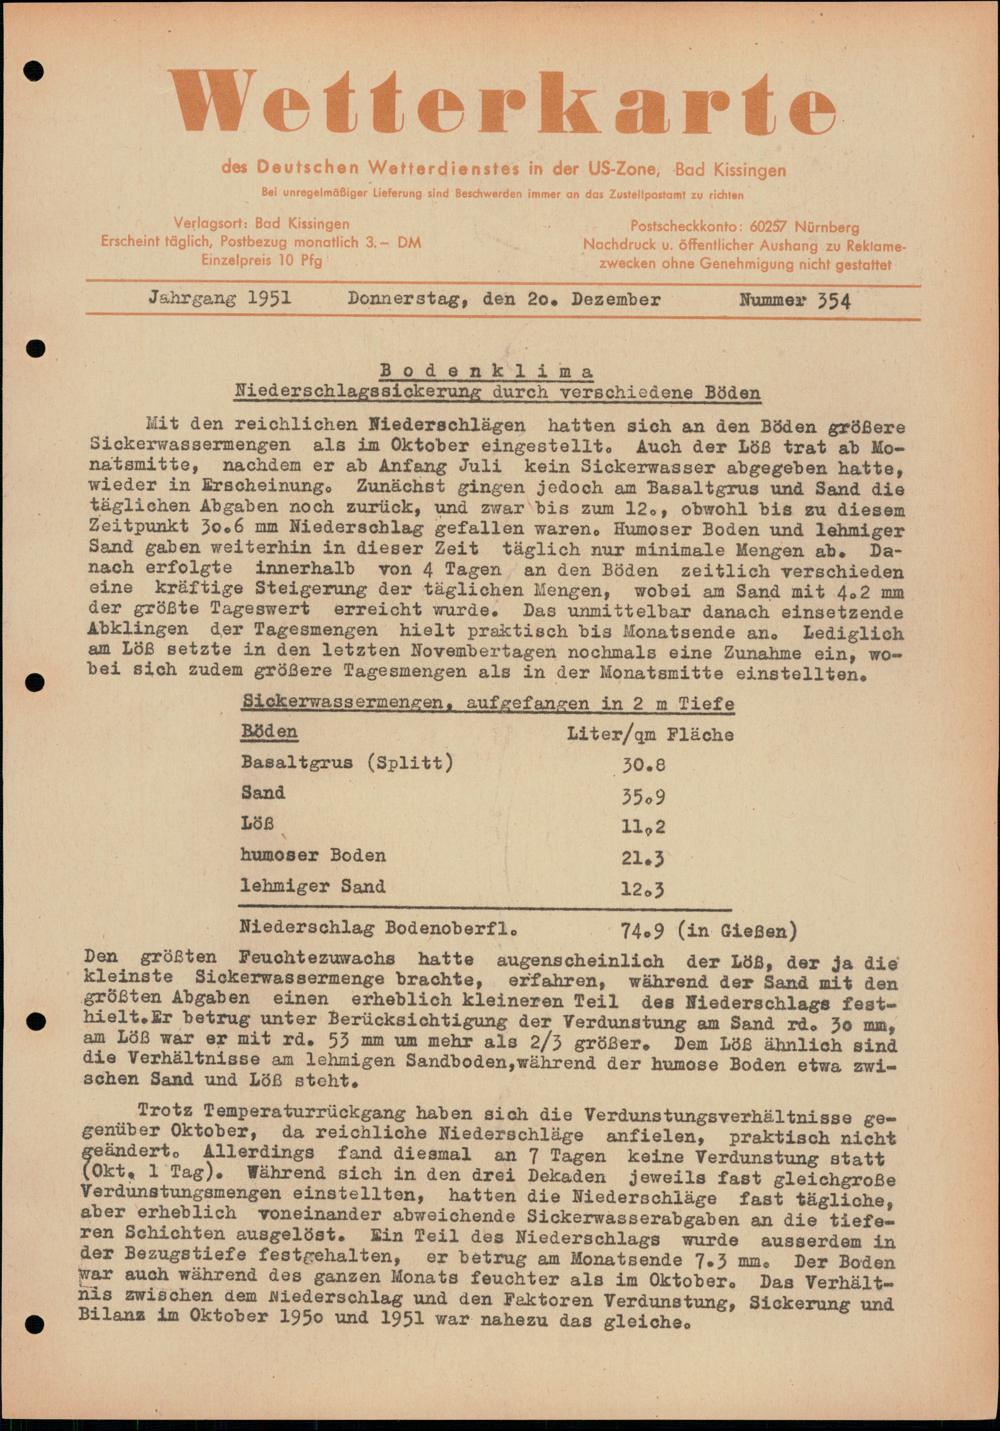 Wetterkarte
des Deutschen Wetterdienstes in der US-Zone, Bad Kissingen
Bei unregelmäßiger Lieferung sind Beschwerden immer an das Zustellpostamt zu richten
Verlagsort: Bad Kissingen
Erscheint täglich, Postbezug monatlich 3.– DM
Einzelpreis 10 Pfg
Postscheckkonto: 60257 Nürnberg
Nachdruck u. öffentlicher Aushang zu Reklame-
zwecken ohne Genehmigung nicht gestattet
Jahrgang 1951 Donnerstag, den 2o. Dezember Nummer 354
B o d e n k l i m a
Niederschlagssickerung durch verschiedene Böden
Mit den reichlichen Niederschlägen hatten sich an den Böden größere
Sickerwassermengen als im Oktober eingestellt. Auch der Löß trat ab Mo-
natsmitte, nachdem er ab Anfang Juli kein Sickerwasser abgegeben hatte,
wieder in Erscheinung. Zunächst gingen jedoch am Basaltgrus und Sand die
täglichen Abgaben noch zurück, und zwar bis zum 12., obwohl bis zu diesem
Zeitpunkt 3o.6 mm Niederschlag gefallen waren. Humoser Boden und lehmiger
Sand gaben weiterhin in dieser Zeit täglich nur minimale Mengen ab. Da-
nach erfolgte innerhalb von 4 Tagen an den Böden zeitlich verschieden
eine kräftige Steigerung der täglichen Mengen, wobei am Sand mit 4.2 mm
der größte Tageswert erreicht wurde. Das unmittelbar danach einsetzende
Abklingen der Tagesmengen hielt praktisch bis Monatsende an. Lediglich
am Löß setzte in den letzten Novembertagen nochmals eine Zunahme ein, wo-
bei sich zudem größere Tagesmengen als in der Monatsmitte einstellten.
Sickerwassermengen, aufgefangen in 2 m Tiefe
Böden Liter/qm Fläche
Basaltgrus (Splitt) 3o.8
Sand 35.9
Löß 11,2
humoser Boden 21.3
lehmiger Sand 12.3
Niederschlag Bodenoberfl. 74.9 (in Gießen)
Den größten Feuchtezuwachs hatte augenscheinlich der Löß, der ja die
kleinste Sickerwassermenge brachte, erfahren, während der Sand mit den
größten Abgaben einen erheblich kleineren Teil des Niederschlags fest-
hielt.Er betrug unter Berücksichtigung der Verdunstung am Sand rd. 3o mm,
am Löß war er mit rd. 53 mm um mehr als 2/3 größer. Dem Löß ähnlich sind
die Verhältnisse am lehmigen Sandboden,während der humose Boden etwa zwi-
schen Sand und Löß steht.
Trotz Temperaturrückgang haben sich die Verdunstungsverhältnisse ge-
genüber Oktober, da reichliche Niederschläge anfielen, praktisch nicht
geändert. Allerdings fand diesmal an 7 Tagen keine Verdunstung statt
(Okt. 1 Tag). Während sich in den drei Dekaden jeweils fast gleichgroße
Verdunstungsmengen einstellten, hatten die Niederschläge fast tägliche,
aber erheblich voneinander abweichende Sickerwasserabgaben an die tiefe-
ren Schichten ausgelöst. Ein Teil des Niederschlags wurde ausserdem in
der Bezugstiefe festgehalten, er betrug am Monatsende 7.3 mm. Der Boden
war auch während des ganzen Monats feuchter als im Oktober. Das Verhält-
nis zwischen dem Niederschlag und den Faktoren Verdunstung, Sickerung und
Bilanz im Oktober 195o und 1951 war nahezu das gleiche.